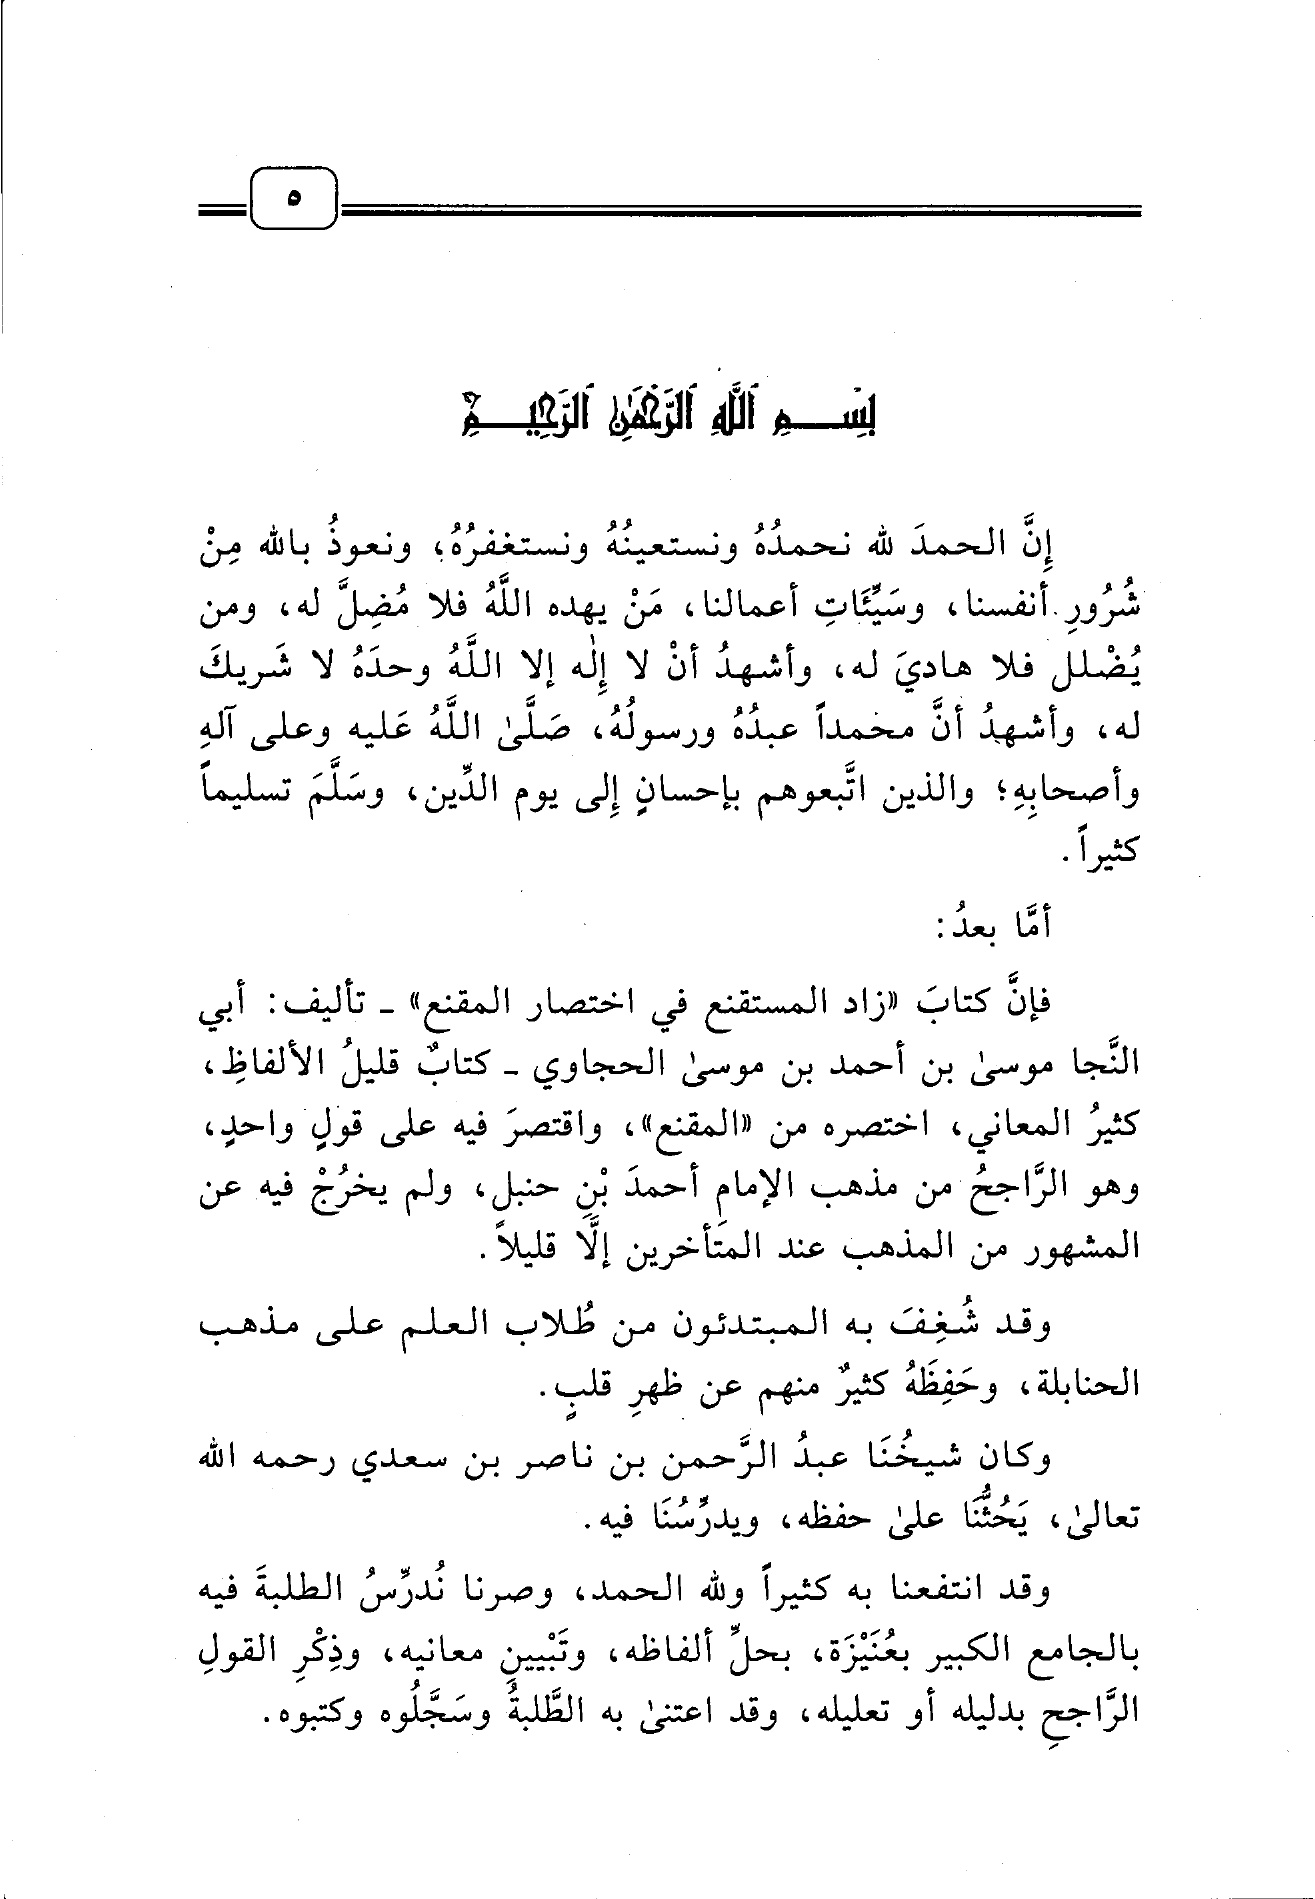 ٥
بِسْمِ ٱللَّهِ ٱلرَّحْمَٰنِ ٱلرَّحِيمِ
إِنَّ الحمدَ لله نحمدُهُ ونستعينُهُ ونستغفرُهُ، ونعوذُ بالله مِنْ
شُرُورِ أنفسنا، وسَيِّئَاتِ أعمالنا، مَنْ يهده اللَّهُ فلا مُضِلَّ له، ومن
يُضْلل فلا هاديَ له، وأشهدُ أنْ لا إِلٰه إلا اللَّهُ وحدَهُ لا شَريكَ
له، وأشهدُ أنَّ محمداً عبدُهُ ورسولُهُ، صَلَّىٰ اللَّهُ عَليه وعلى آلهِ
وأصحابِهِ؛ والذين اتَّبعوهم بإحسانٍ إِلى يوم الدِّين، وسَلَّمَ تسليماً
كثيراً.
أمَّا بعدُ:
فإنَّ كتابَ «زاد المستقنع في اختصار المقنع» ـ تأليف: أبي
النَّجا موسىٰ بن أحمد بن موسىٰ الحجاوي ـ كتابٌ قليلُ الألفاظِ،
كثيرُ المعاني، اختصره من «المقنع»، واقتصرَ فيه على قولٍ واحدٍ،
وهو الرَّاجحُ من مذهب الإمام أحمدَ بْنِ حنبل، ولم يخرُجْ فيه عن
المشهور من المذهب عند المتَأخرين إلَّا قليلاً.
وقد شُغِفَ به المبتدئون من طُلاب العلم على مذهب
الحنابلة، وحَفِظَهُ كثيرٌ منهم عن ظهرِ قلبٍ.
وكان شيخُنَا عبدُ الرَّحمن بن ناصر بن سعدي رحمه الله
تعالىٰ، يَحُثُّنَا علىٰ حفظه، ويدرِّسُنَا فيه.
وقد انتفعنا به كثيراً ولله الحمد، وصرنا نُدرِّسُ الطلبةَ فيه
بالجامع الكبير بعُنَيْزَة، بحلِّ ألفاظه، وتَبْيينِ معانيه، وذِكْرِ القولِ
الرَّاجحِ بدليله أو تعليله، وقد اعتنىٰ به الطَّلبةُ وسَجَّلُوه وكتبوه.